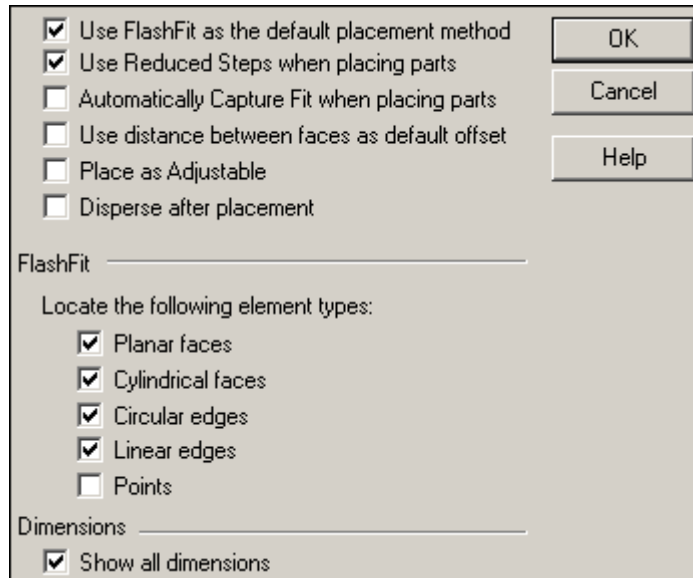 Use FlashFit as the default placement method
Use Reduced Steps when placing parts
Automatically Capture Fit when placing parts
Use distance between faces as default offset
Place as Adjustable
Disperse after placement
OK
Cancel
Help
FlashFit
Locate the following element types:
Planar faces
Cylindrical faces
Circular edges
Linear edges
Points
Dimensions
Show all dimensions